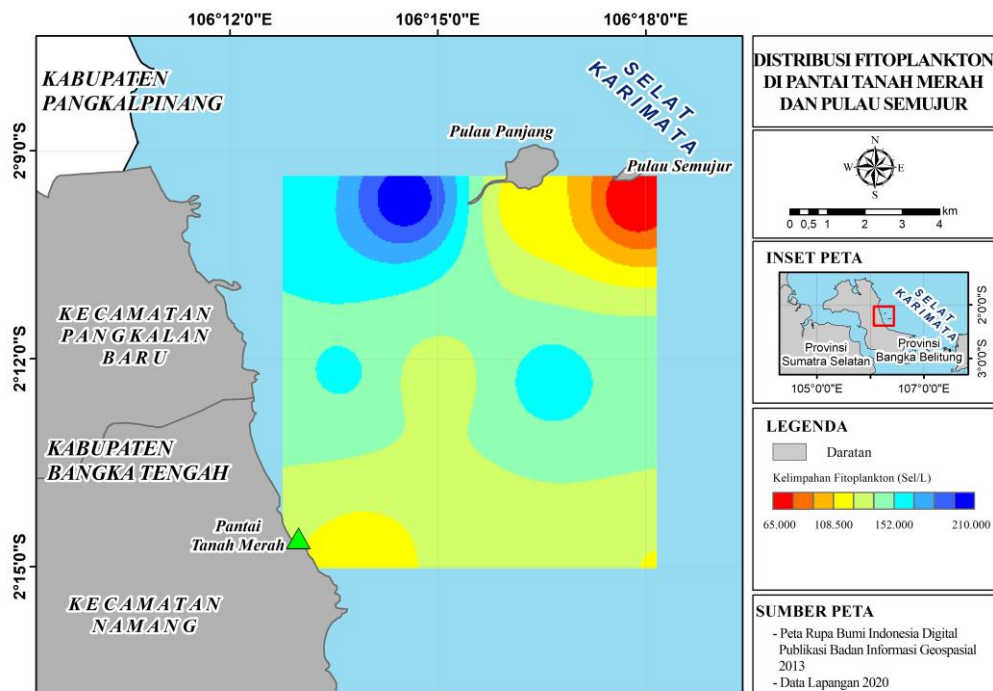 106°12'0"E
106°15'0"E
106°18'0"E
2°9'0"S
2°12'0"S
2°15'0"S
KABUPATEN
PANGKALPINANG
SELAT
KARIMATA
Pulau Panjang
Pulau Semujur
KECAMATAN
PANGKALAN
BARU
KABUPATEN
BANGKA TENGAH
Pantai
Tanah Merah
KECAMATAN
NAMANG
DISTRIBUSI FITOPLANKTON
DI PANTAI TANAH MERAH
DAN PULAU SEMUJUR
N
W
E
S
km
0 0,5 1 2 3 4
INSET PETA
SELAT
KARIMATA
Provinsi
Sumatra Selatan
Provinsi
Bangka Belitung
2°0'0"S
3°0'0"S
105°0'0"E
107°0'0"E
LEGENDA
Daratan
Kelimpahan Fitoplankton (Sel/L)
65.000 108.500 152.000 210.000
SUMBER PETA
- Peta Rupa Bumi Indonesia Digital
Publikasi Badan Informasi Geospasial
2013
- Data Lapangan 2020